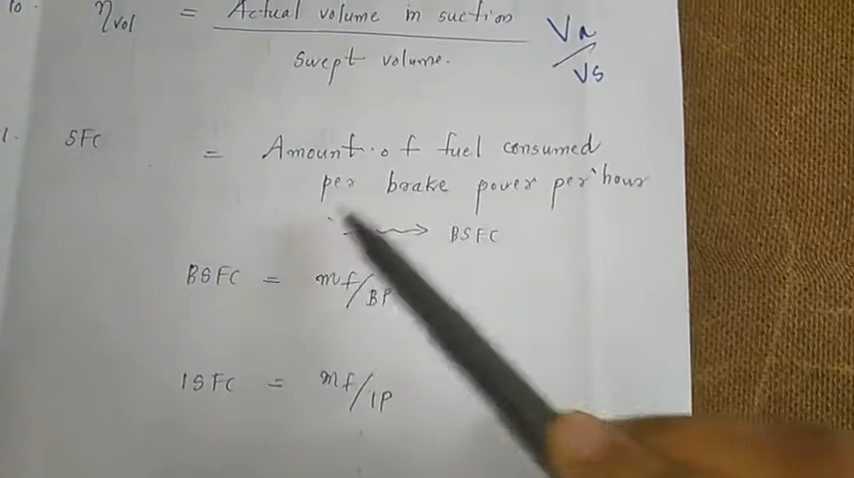 10. ηvol = Actual volume in suction / Swept volume. Va/Vs
1. SFC = Amount of fuel consumed
per brake power per hour
→ BSFC
BSFC = mf/BP
ISFC = mf/IP